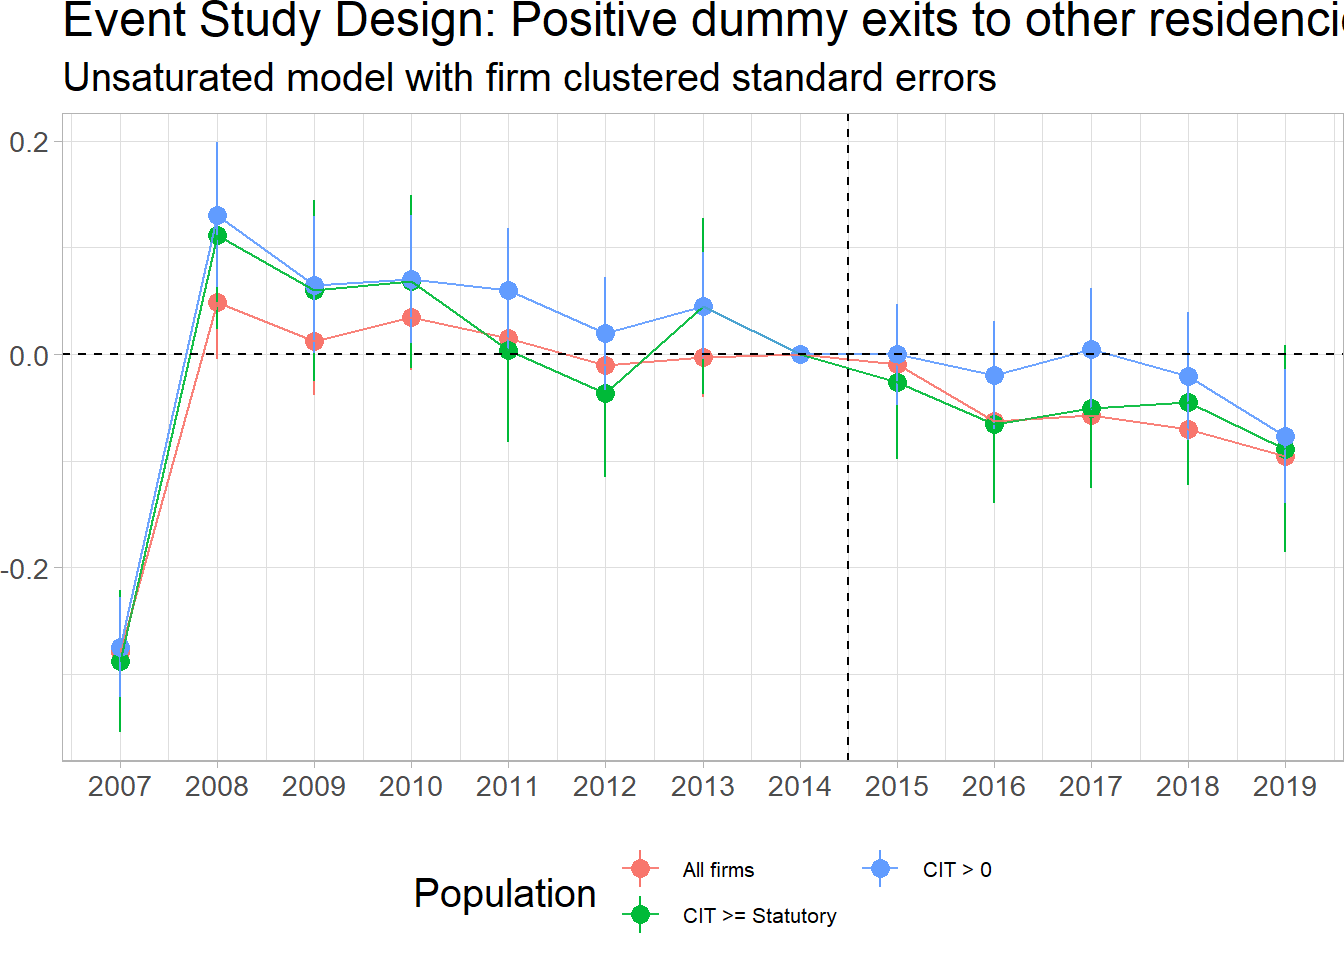 Event Study Design: Positive dummy exits to other residenci
Unsaturated model with firm clustered standard errors
0.2
0.0
-0.2
2007 2008 2009 2010 2011 2012 2013 2014 2015 2016 2017 2018 2019
Population
All firms
CIT > 0
CIT >= Statutory